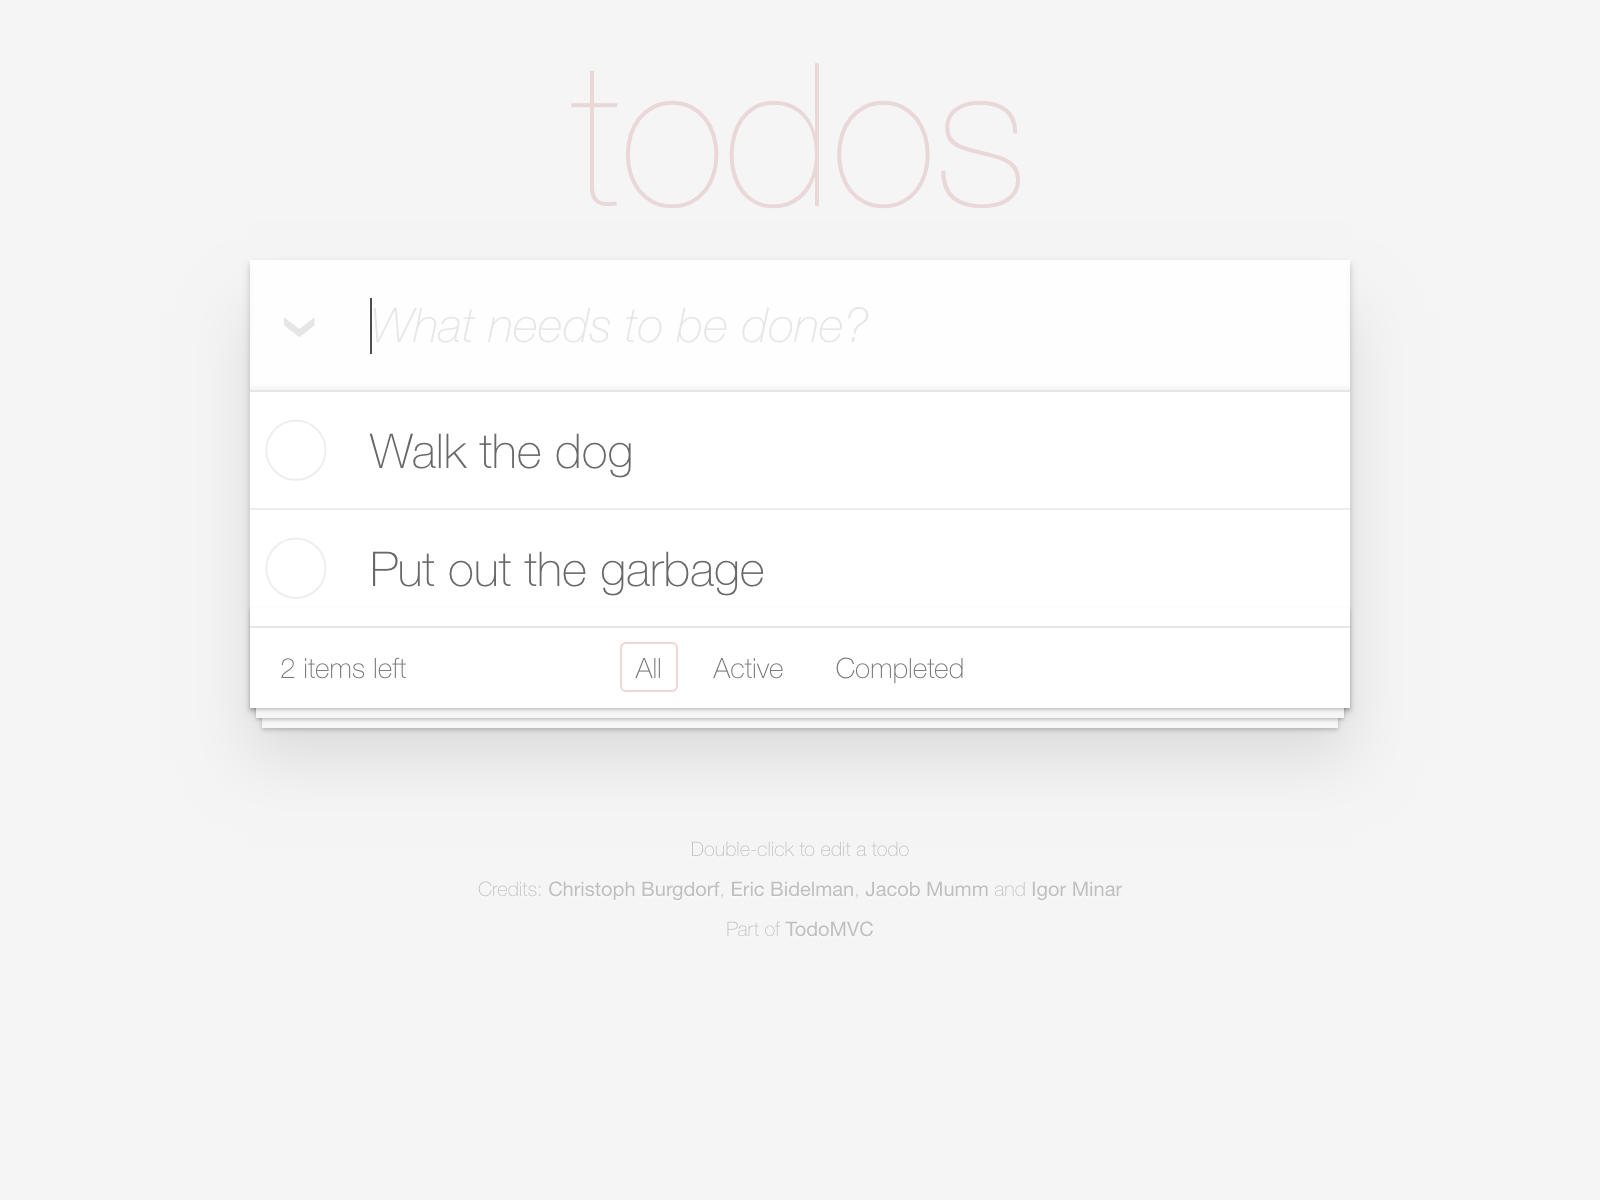 todos
What needs to be done?
Walk the dog
Put out the garbage
2 items left All Active Completed
Double-click to edit a todo
Credits: Christoph Burgdorf, Eric Bidelman, Jacob Mumm and Igor Minar
Part of TodoMVC